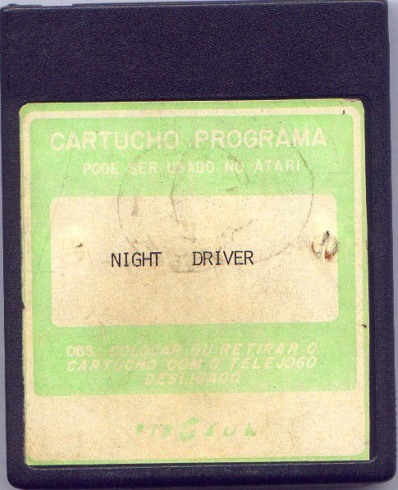 CARTUCHO PROGRAMA
PODE SER USADO NO ATARI
NIGHT DRIVER
OBS. COLOCAR OU RETIRAR O
CARTUCHO COM O TELEJOGO
DESLIGADO